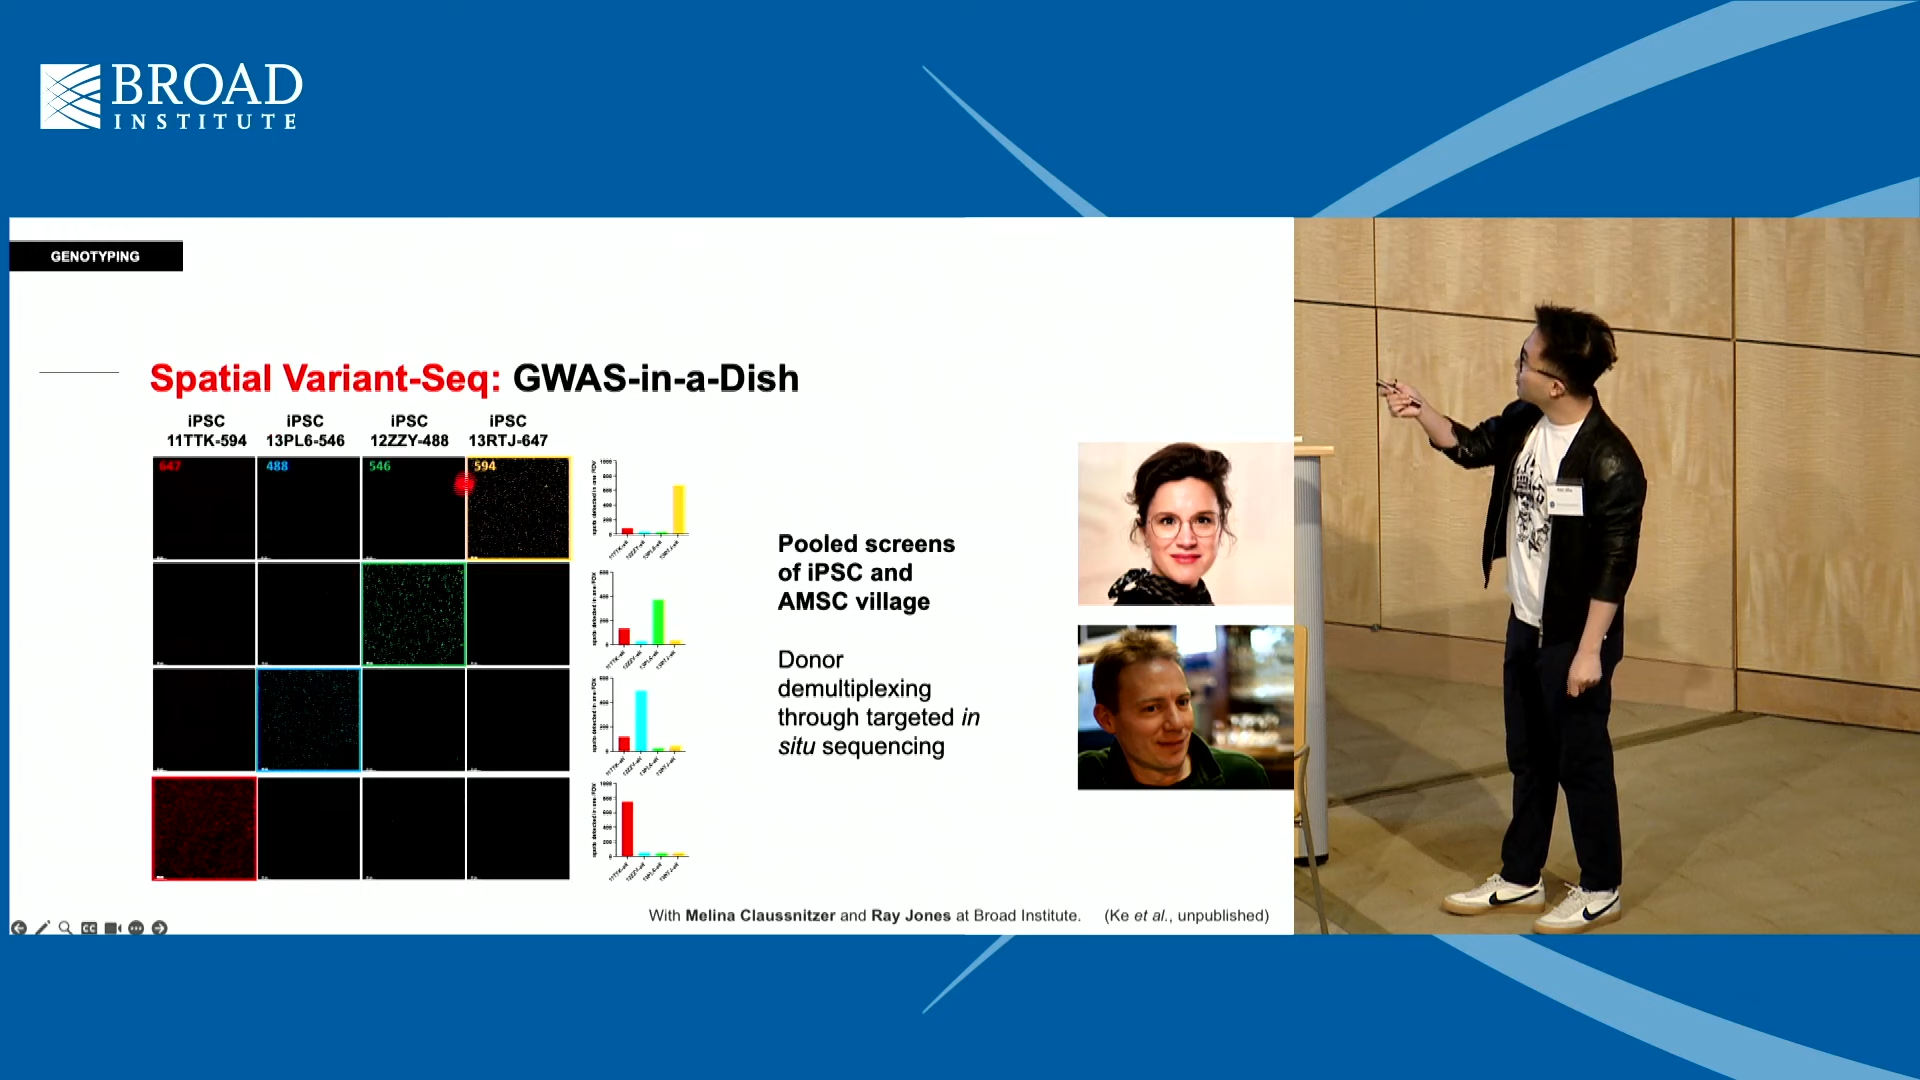 BROAD
INSTITUTE
GENOTYPING
Spatial Variant-Seq: GWAS-in-a-Dish
iPSC
11TTK-594
iPSC
13PL6-546
iPSC
12ZZY-488
iPSC
13RTJ-647
647
488
546
594
Pooled screens
of iPSC and
AMSC village
Donor
demultiplexing
through targeted in
situ sequencing
With Melina Claussnitzer and Ray Jones at Broad Institute. (Ke et al., unpublished)
CC